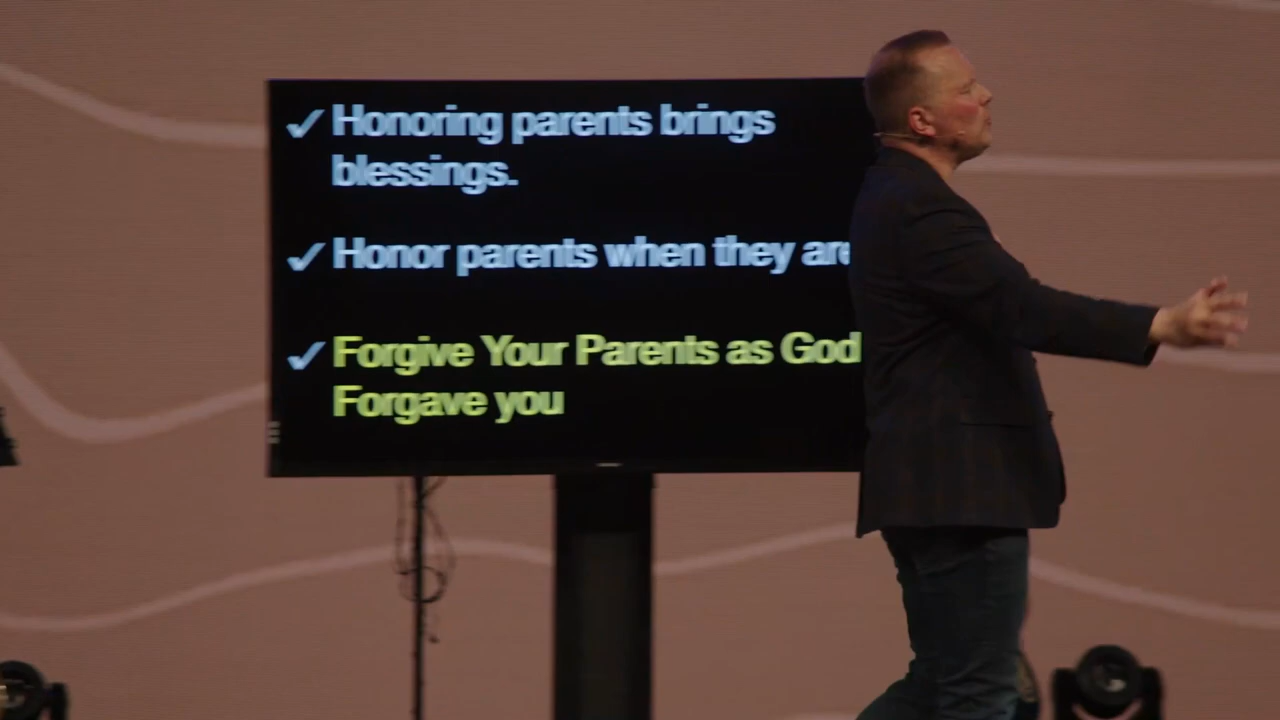 ✓ Honoring parents brings
blessings.
✓ Honor parents when they are
✓ Forgive Your Parents as God
Forgave you